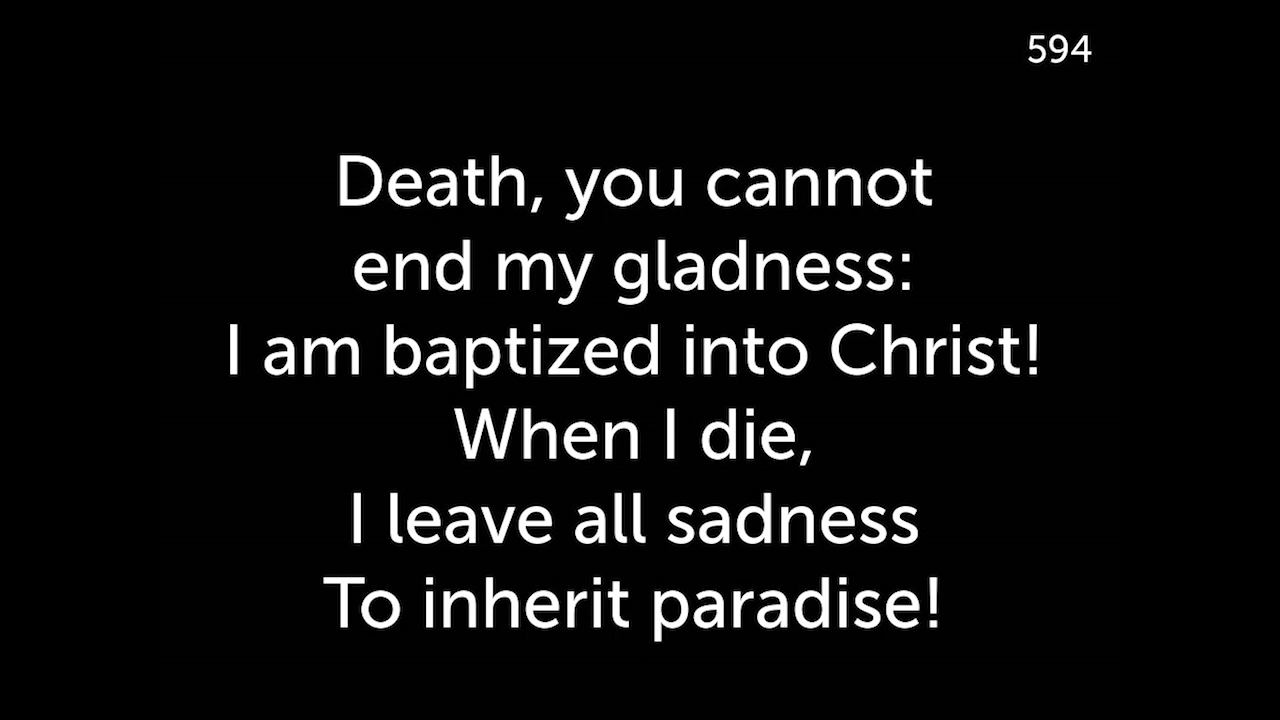 594
Death, you cannot
end my gladness:
I am baptized into Christ!
When I die,
I leave all sadness
To inherit paradise!